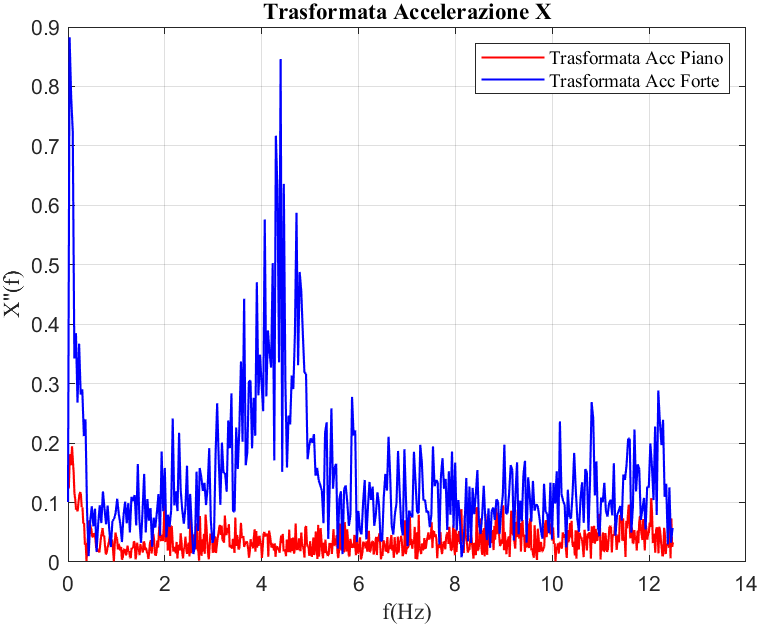 Trasformata Accelerazione X
Trasformata Acc Piano
Trasformata Acc Forte
X"(f)
0.9
0.8
0.7
0.6
0.5
0.4
0.3
0.2
0.1
0
0 2 4 6 8 10 12 14
f(Hz)